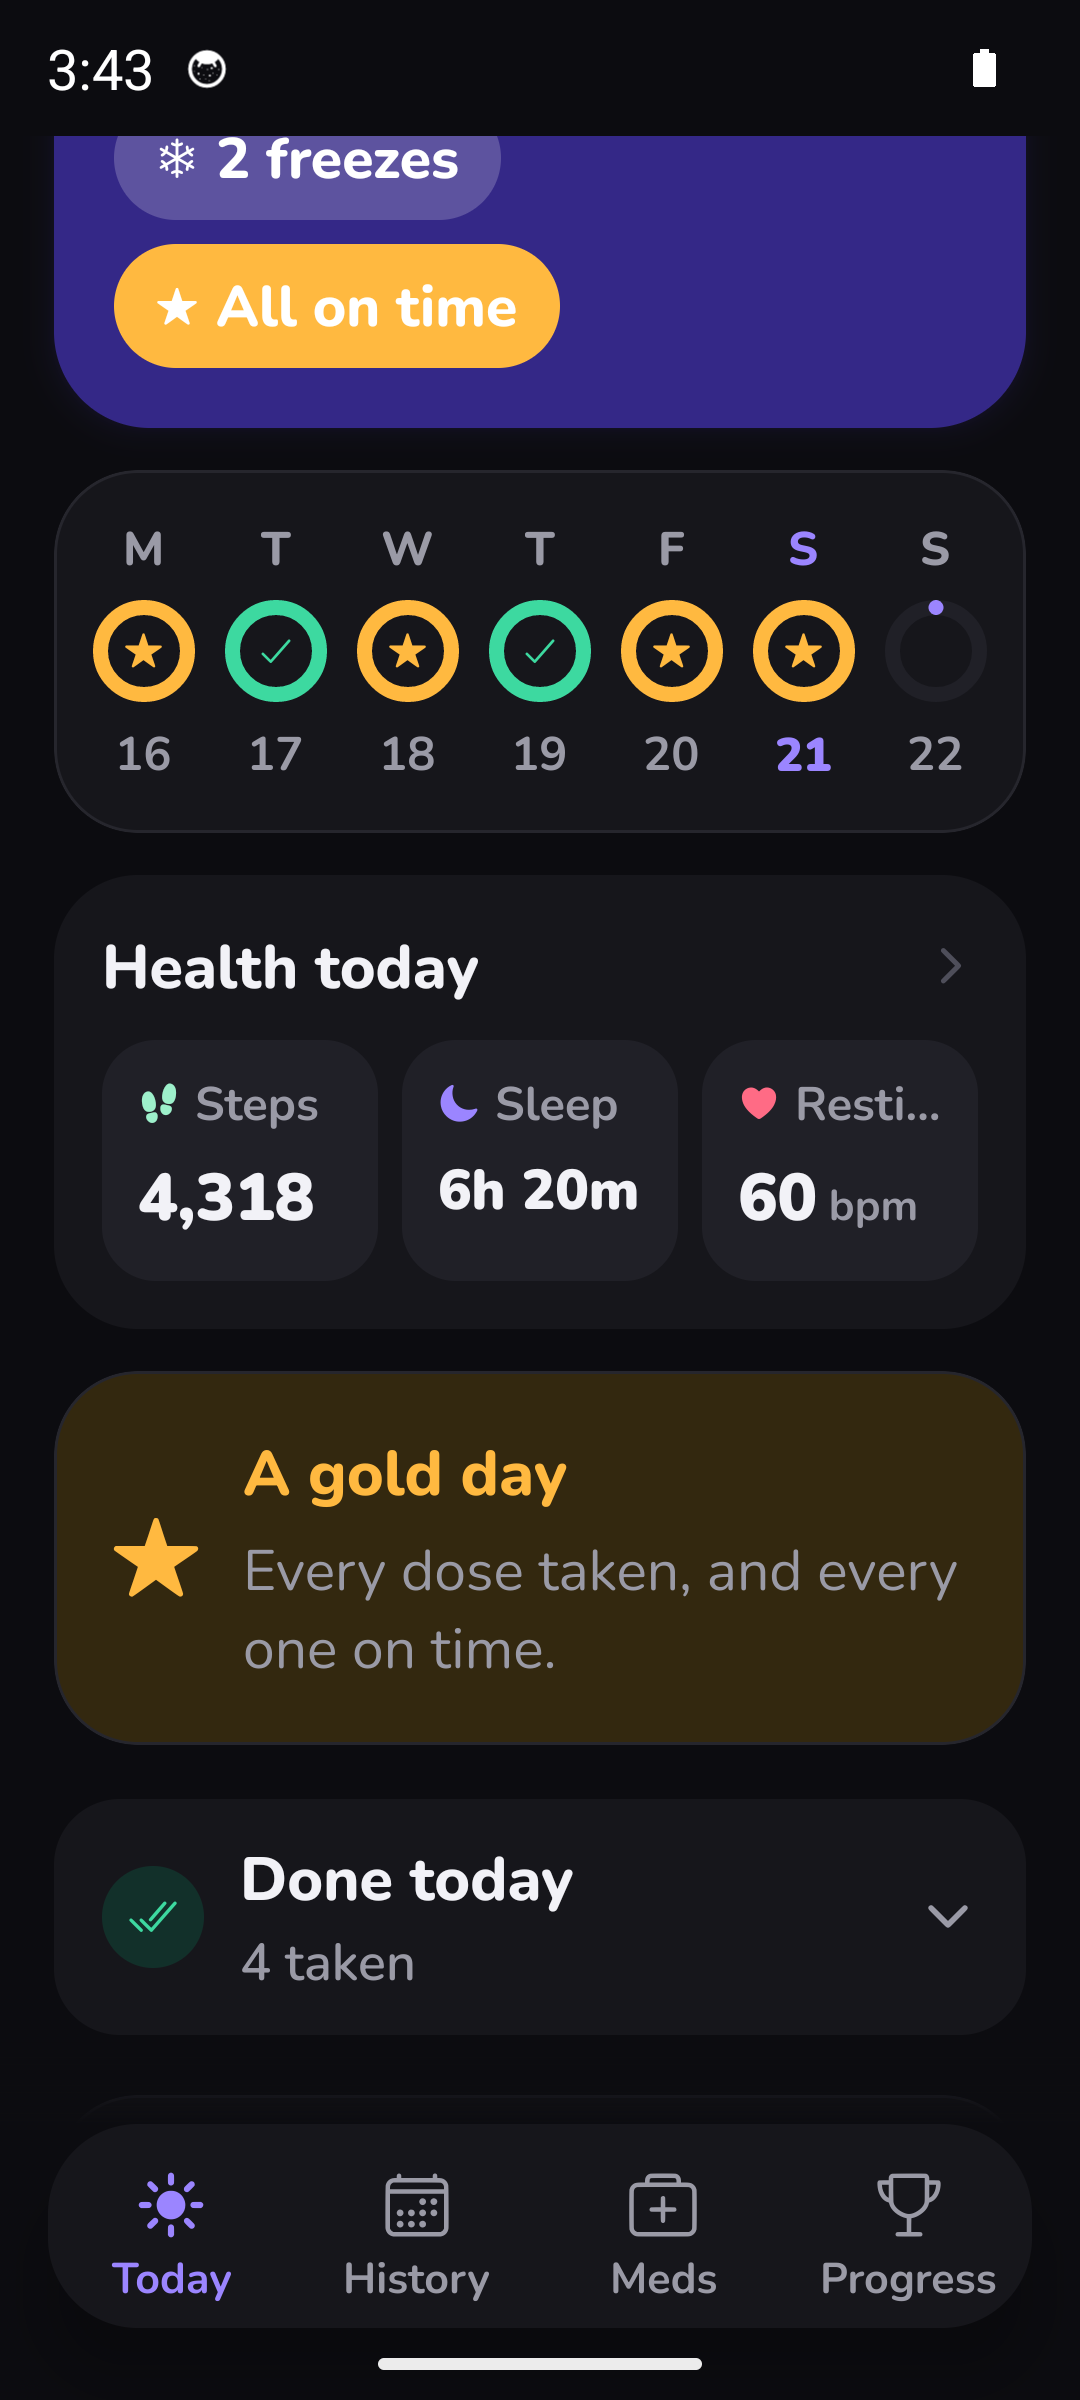 3:43
2 freezes
All on time
M T W T F S S
16 17 18 19 20 21 22
Health today
Steps Sleep Resti...
4,318 6h 20m 60 bpm
A gold day
Every dose taken, and every
one on time.
Done today
4 taken
Today History Meds Progress